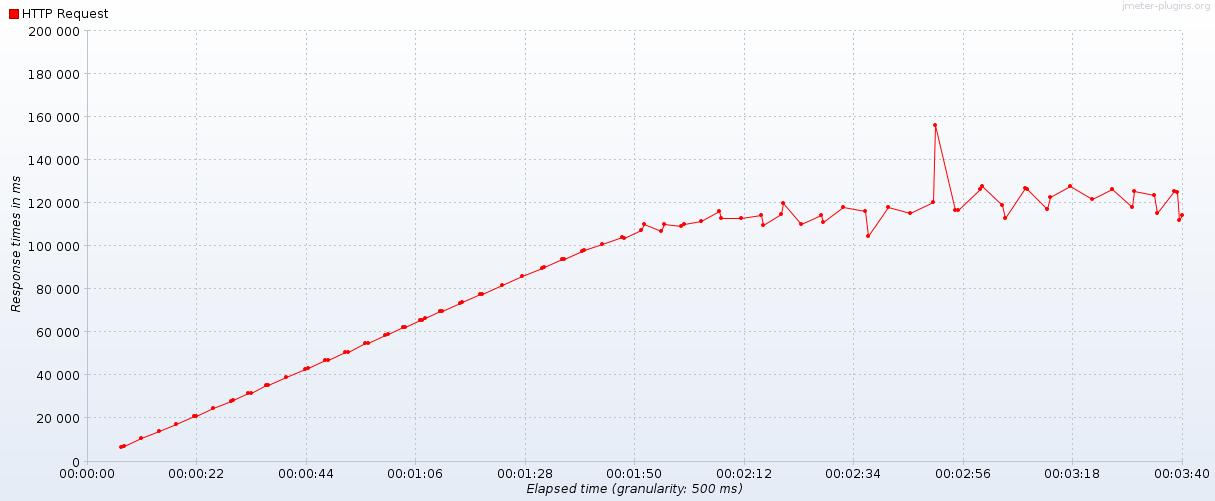 jmeter-plugins.org
HTTP Request
200 000
180 000
160 000
140 000
120 000
100 000
80 000
60 000
40 000
20 000
0
Response times in ms
00:00:00 00:00:22 00:00:44 00:01:06 00:01:28 00:01:50 00:02:12 00:02:34 00:02:56 00:03:18 00:03:40
Elapsed time (granularity: 500 ms)